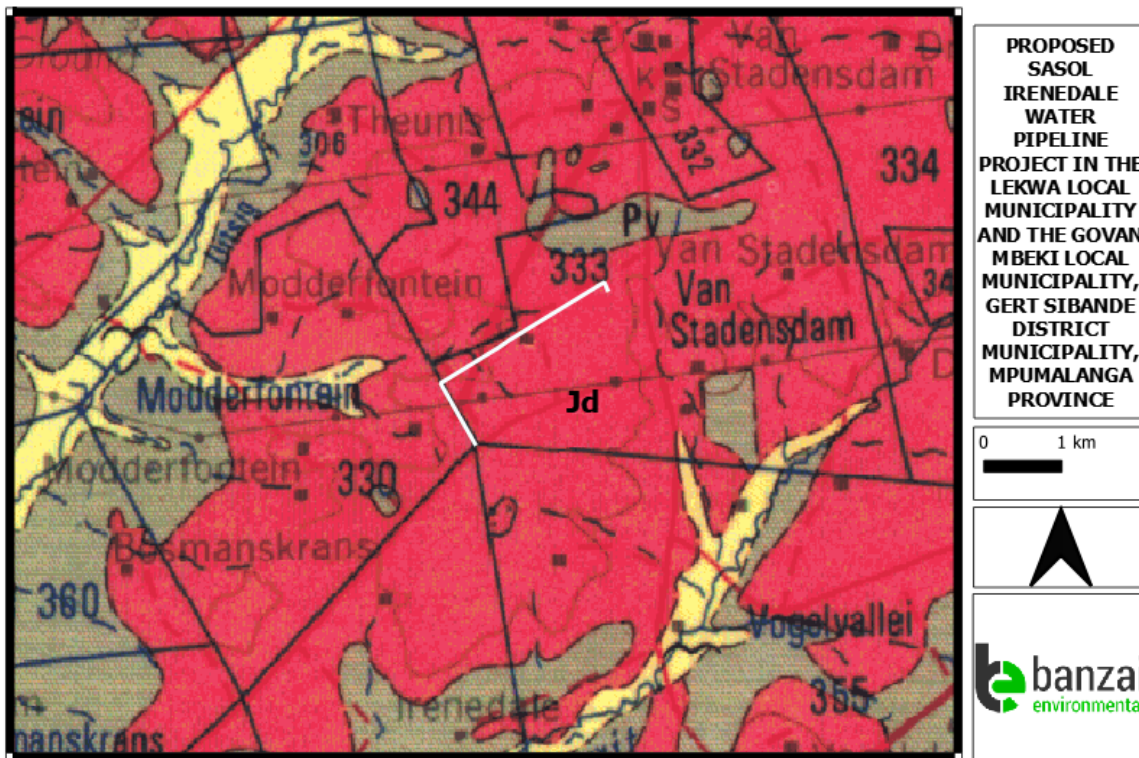 Van
Stadensdam
Theunis
306
332
334
344
Pv
Van Stadensdam
333
Modderfontein
Van
Stadensdam
Jd
Modderfontein
Modderfontein
330
Bosmanskrans
360
Vogelvallei
Irenedale
355
PROPOSED
SASOL
IRENEDALE
WATER
PIPELINE
PROJECT IN THE
LEKWA LOCAL
MUNICIPALITY
AND THE GOVAN
MBEKI LOCAL
MUNICIPALITY,
GERT SIBANDE
DISTRICT
MUNICIPALITY,
MPUMALANGA
PROVINCE
0 1 km
banzai
environmental